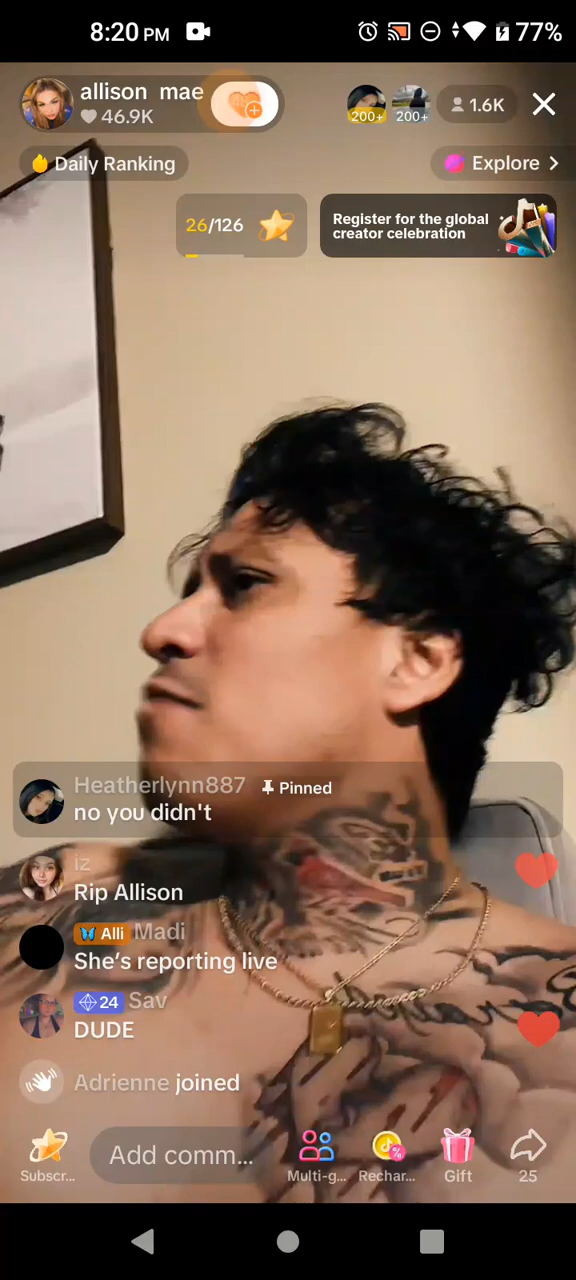 8:20 PM
77%
allison mae
46.9K
200+
200+
1.6K
Daily Ranking
Explore >
26/126
Register for the global
creator celebration
Heatherlynn887 Pinned
no you didn't
iz
Rip Allison
Alli Madi
She's reporting live
24 Sav
DUDE
Adrienne joined
Add comm...
Subscr...
Multi-g...
Rechar...
Gift
25